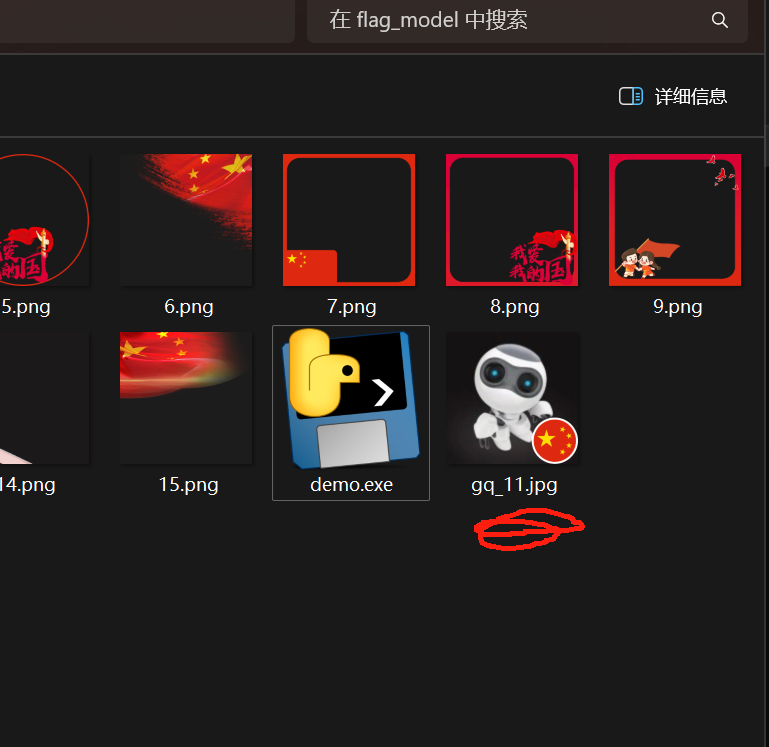 在 flag_model 中搜索
详细信息
我爱
我的国
我爱
我的国
5.png
6.png
7.png
8.png
9.png
14.png
15.png
demo.exe
gq_11.jpg